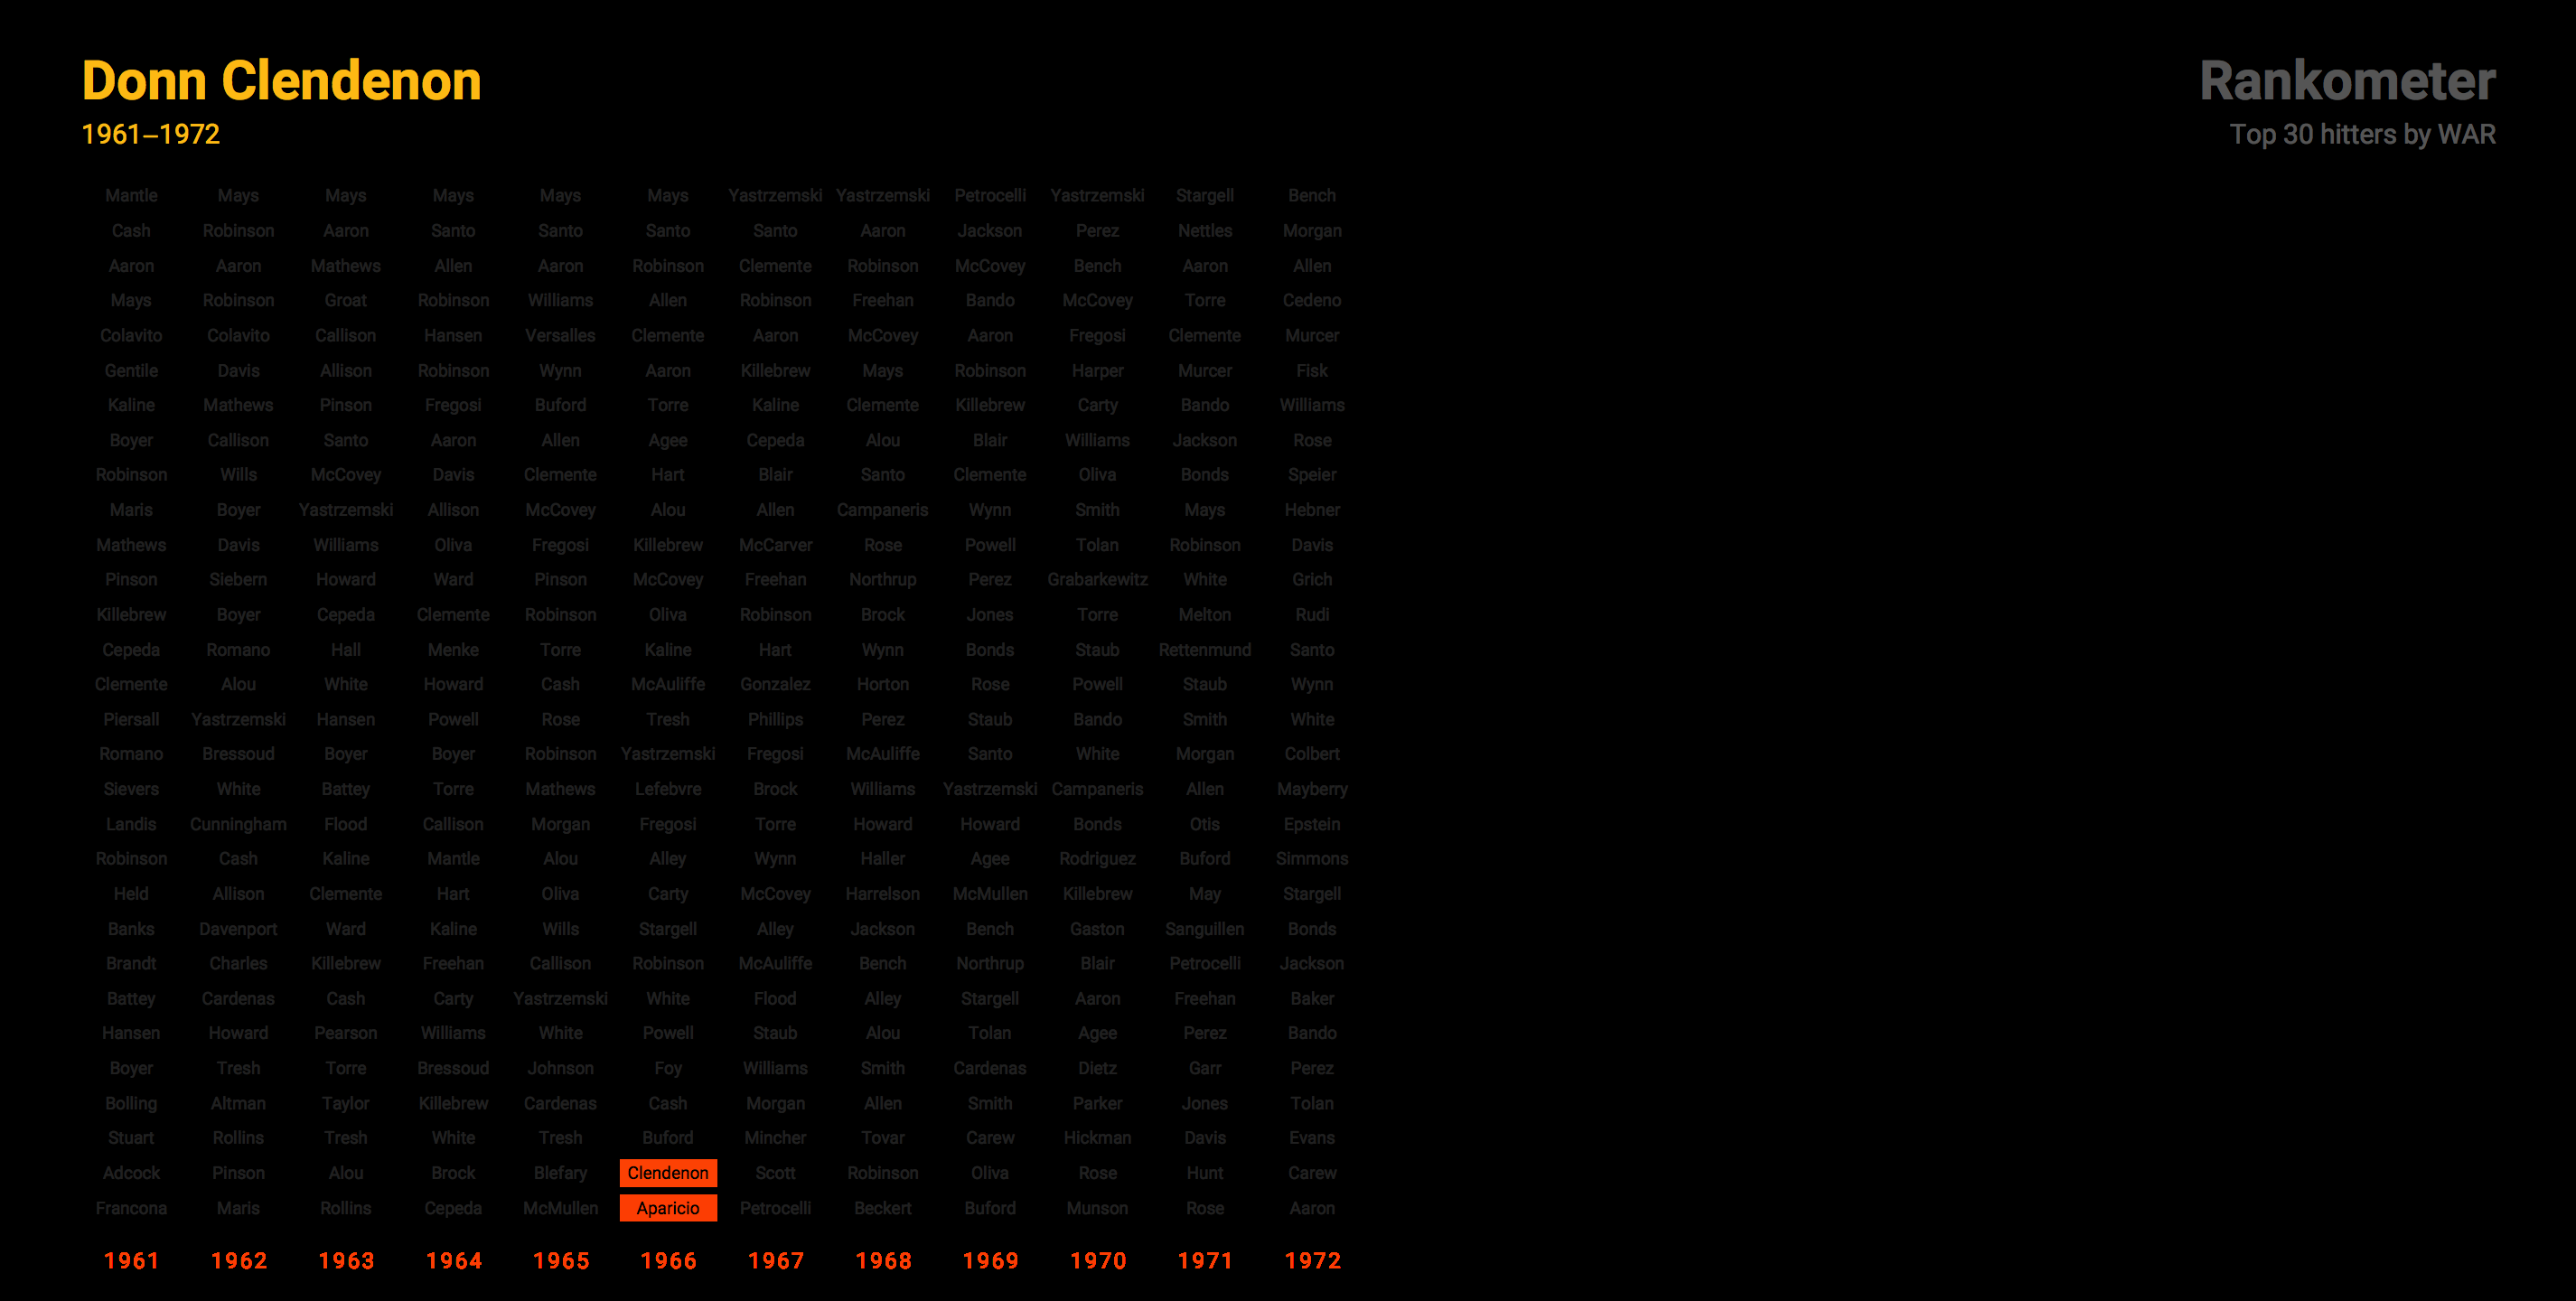 Donn Clendenon Rankometer
1961–1972 Top 30 hitters by WAR
Mantle Mays Mays Mays Mays Mays Yastrzemski Yastrzemski Petrocelli Yastrzemski Stargell Bench
Cash Robinson Aaron Santo Santo Santo Santo Aaron Jackson Perez Nettles Morgan
Aaron Aaron Mathews Allen Aaron Robinson Clemente Robinson McCovey Bench Aaron Allen
Mays Robinson Groat Robinson Williams Allen Robinson Freehan Bando McCovey Torre Cedeno
Colavito Colavito Callison Hansen Versalles Clemente Aaron McCovey Aaron Fregosi Clemente Murcer
Gentile Davis Allison Robinson Wynn Aaron Killebrew Mays Robinson Harper Murcer Fisk
Kaline Mathews Pinson Fregosi Buford Torre Kaline Clemente Killebrew Carty Bando Williams
Boyer Callison Santo Aaron Allen Agee Cepeda Alou Blair Williams Jackson Rose
Robinson Wills McCovey Davis Clemente Hart Blair Santo Clemente Oliva Bonds Speier
Maris Boyer Yastrzemski Allison McCovey Alou Allen Campaneris Wynn Smith Mays Hebner
Mathews Davis Williams Oliva Fregosi Killebrew McCarver Rose Powell Tolan Robinson Davis
Pinson Siebern Howard Ward Pinson McCovey Freehan Northrup Perez Grabarkewitz White Grich
Killebrew Boyer Cepeda Clemente Robinson Oliva Robinson Brock Jones Torre Melton Rudi
Cepeda Romano Hall Menke Torre Kaline Hart Wynn Bonds Staub Rettenmund Santo
Clemente Alou White Howard Cash McAuliffe Gonzalez Horton Rose Powell Staub Wynn
Piersall Yastrzemski Hansen Powell Rose Tresh Phillips Perez Staub Bando Smith White
Romano Bressoud Boyer Boyer Robinson Yastrzemski Fregosi McAuliffe Santo White Morgan Colbert
Sievers White Battey Torre Mathews Lefebvre Brock Williams Yastrzemski Campaneris Allen Mayberry
Landis Cunningham Flood Callison Morgan Fregosi Torre Howard Howard Bonds Otis Epstein
Robinson Cash Kaline Mantle Alou Alley Wynn Haller Agee Rodriguez Buford Simmons
Held Allison Clemente Hart Oliva Carty McCovey Harrelson McMullen Killebrew May Stargell
Banks Davenport Ward Kaline Wills Stargell Alley Jackson Bench Gaston Sanguillen Bonds
Brandt Charles Killebrew Freehan Callison Robinson McAuliffe Bench Northrup Blair Petrocelli Jackson
Battey Cardenas Cash Carty Yastrzemski White Flood Alley Stargell Aaron Freehan Baker
Hansen Howard Pearson Williams White Powell Staub Alou Tolan Agee Perez Bando
Boyer Tresh Torre Bressoud Johnson Foy Williams Smith Cardenas Dietz Garr Perez
Bolling Altman Taylor Killebrew Cardenas Cash Morgan Allen Smith Parker Jones Tolan
Stuart Rollins Tresh White Tresh Buford Mincher Tovar Carew Hickman Davis Evans
Adcock Pinson Alou Brock Blefary Clendenon Scott Robinson Oliva Rose Hunt Carew
Francona Maris Rollins Cepeda McMullen Aparicio Petrocelli Beckert Buford Munson Rose Aaron
1961 1962 1963 1964 1965 1966 1967 1968 1969 1970 1971 1972